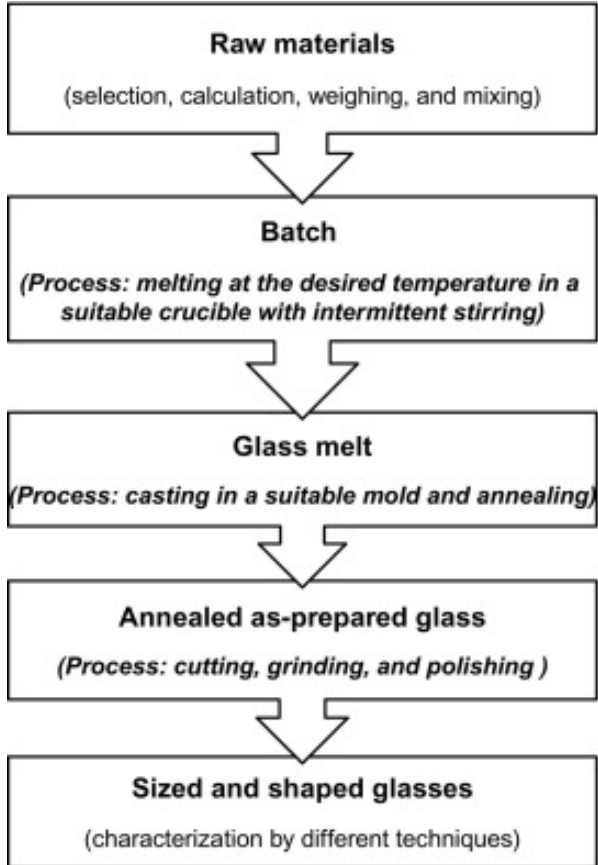 Raw materials
(selection, calculation, weighing, and mixing)
Batch
(Process: melting at the desired temperature in a
suitable crucible with intermittent stirring)
Glass melt
(Process: casting in a suitable mold and annealing)
Annealed as-prepared glass
(Process: cutting, grinding, and polishing )
Sized and shaped glasses
(characterization by different techniques)